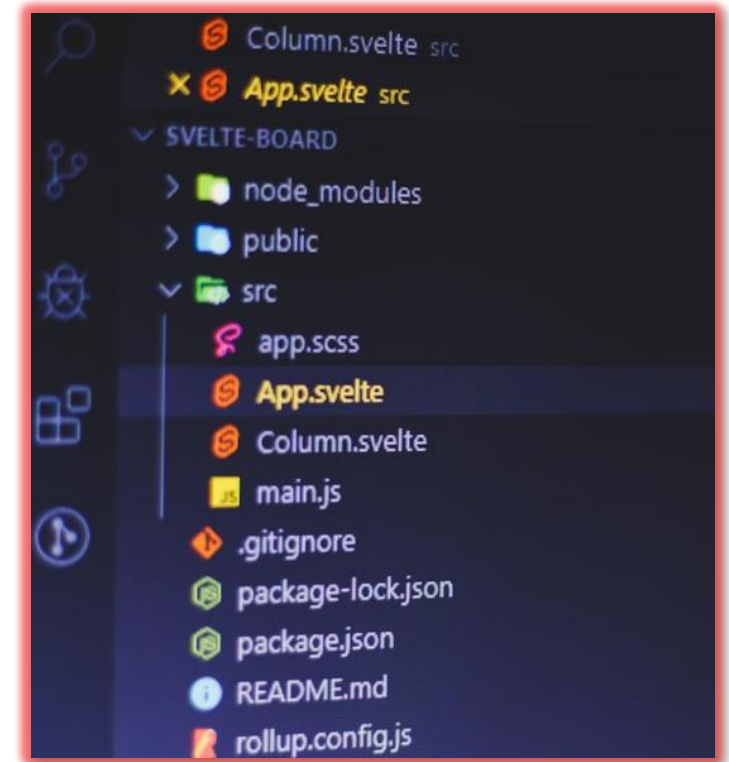 Column.svelte src
App.svelte src
SVELTE-BOARD
node_modules
public
src
app.scss
App.svelte
Column.svelte
JS main.js
.gitignore
package-lock.json
package.json
README.md
rollup.config.js